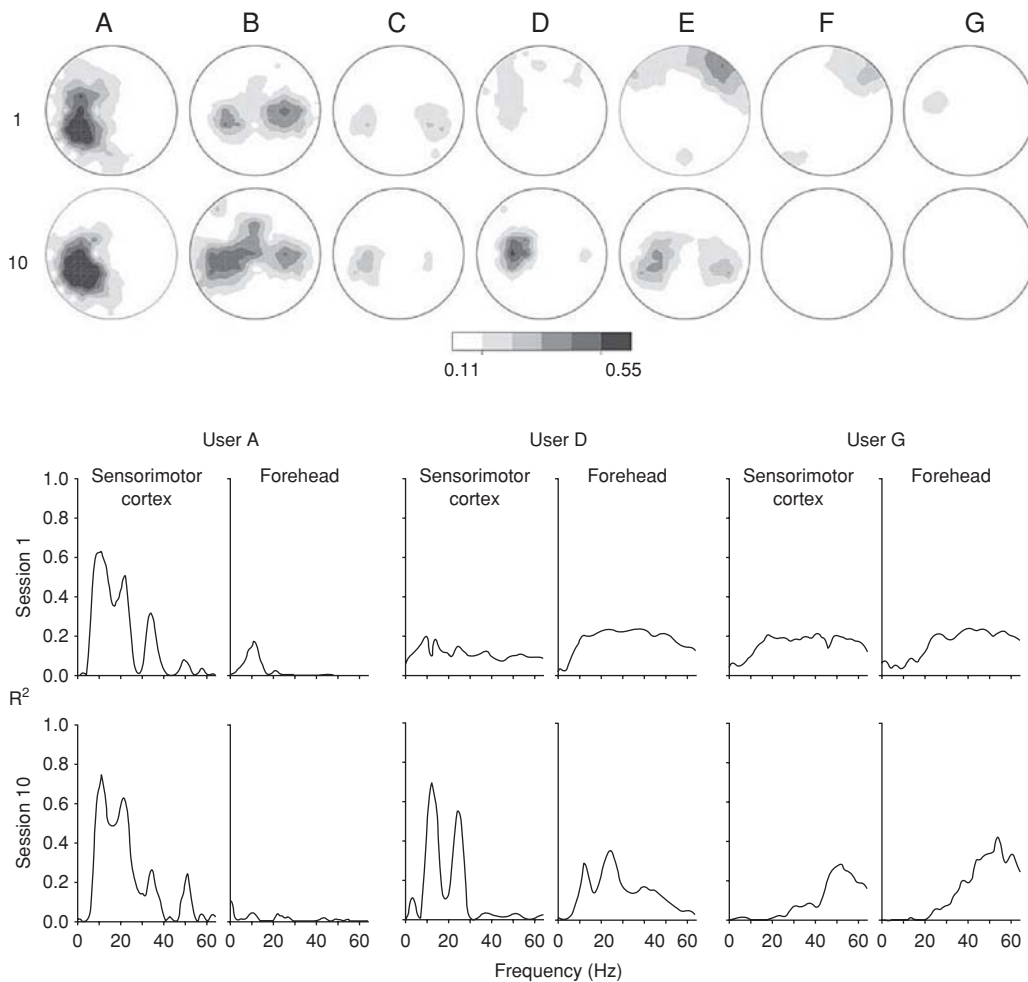 A B C D E F G
1
10
0.11 0.55
User A User D User G
Sensorimotor cortex Forehead Sensorimotor cortex Forehead Sensorimotor cortex Forehead
Session 1
1.0
0.8
0.6
0.4
0.2
0.0
R²
Session 10
1.0
0.8
0.6
0.4
0.2
0.0
0 20 40 60 0 20 40 60 0 20 40 60 0 20 40 60 0 20 40 60 0 20 40 60
Frequency (Hz)